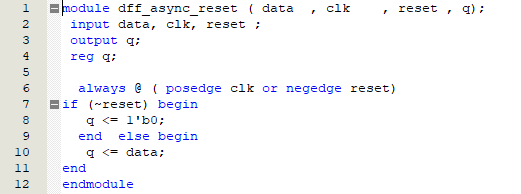 1 module dff_async_reset ( data , clk , reset , q);
2 input data, clk, reset ;
3 output q;
4 reg q;
5
6 always @ ( posedge clk or negedge reset)
7 if (~reset) begin
8 q <= 1'b0;
9 end else begin
10 q <= data;
11 end
12 endmodule